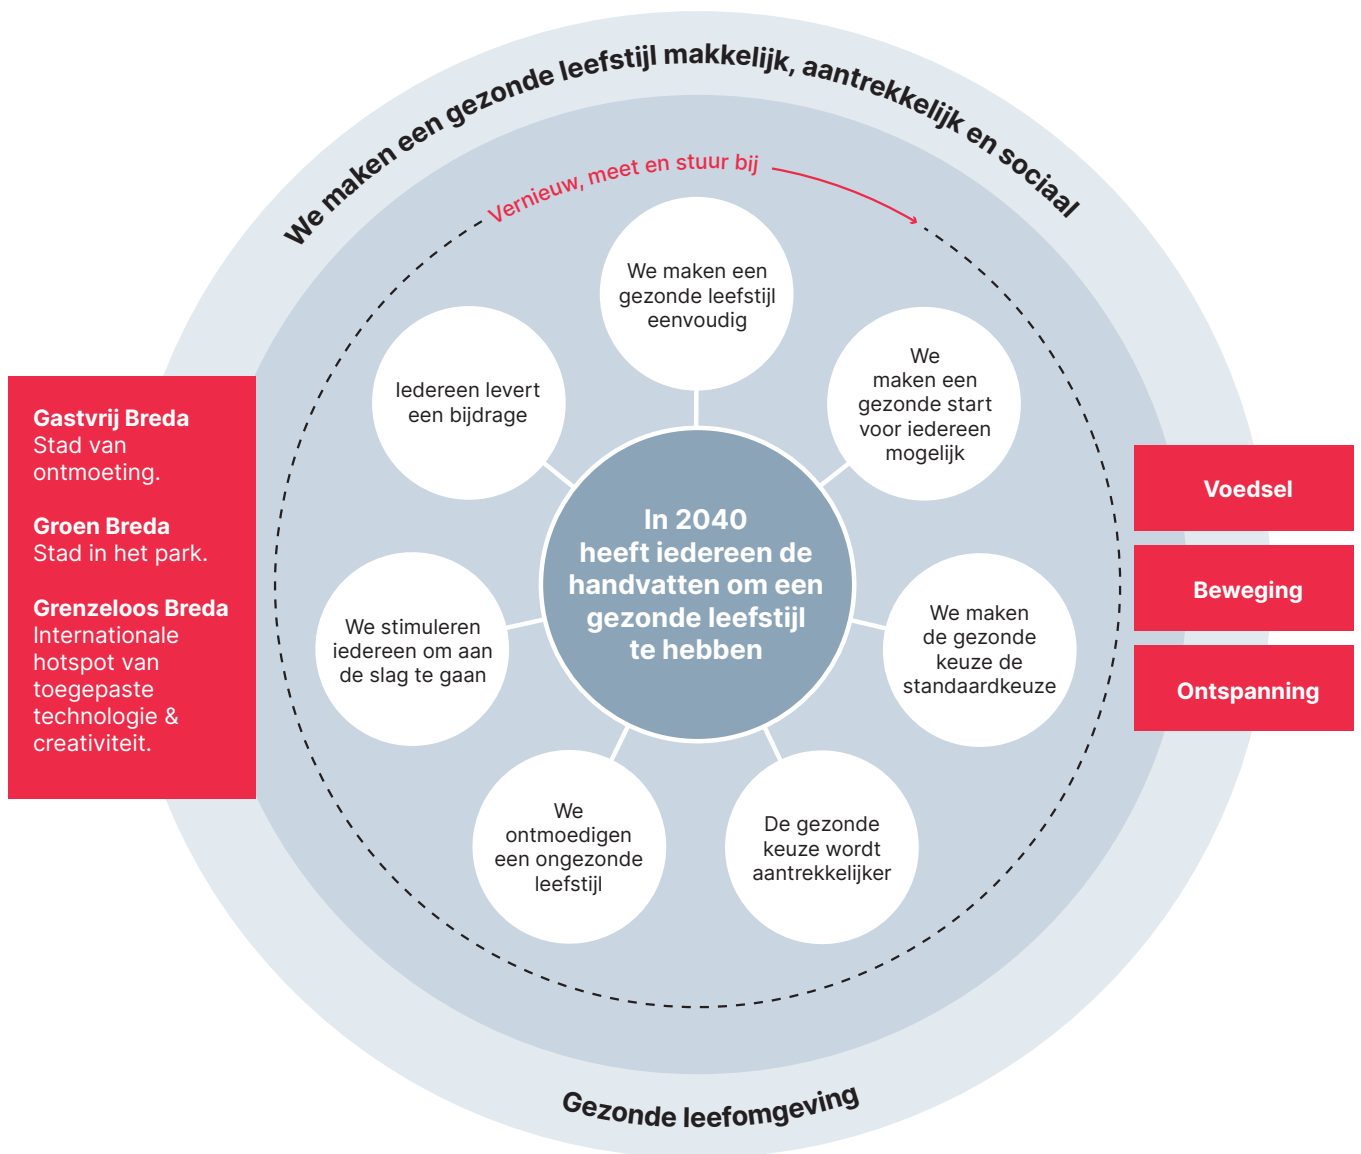 We maken een gezonde leefstijl makkelijk, aantrekkelijk en sociaal
Vernieuw, meet en stuur bij
We maken een
gezonde leefstijl
eenvoudig
We
maken een
gezonde start
voor iedereen
mogelijk
We maken
de gezonde
keuze de
standaardkeuze
De gezonde
keuze wordt
aantrekkelijker
We
ontmoedigen
een ongezonde
leefstijl
We stimuleren
iedereen om aan
de slag te gaan
Iedereen levert
een bijdrage
In 2040
heeft iedereen de
handvatten om een
gezonde leefstijl
te hebben
Gastvrij Breda
Stad van
ontmoeting.
Groen Breda
Stad in het park.
Grenzeloos Breda
Internationale
hotspot van
toegepaste
technologie &
creativiteit.
Voedsel
Beweging
Ontspanning
Gezonde leefomgeving